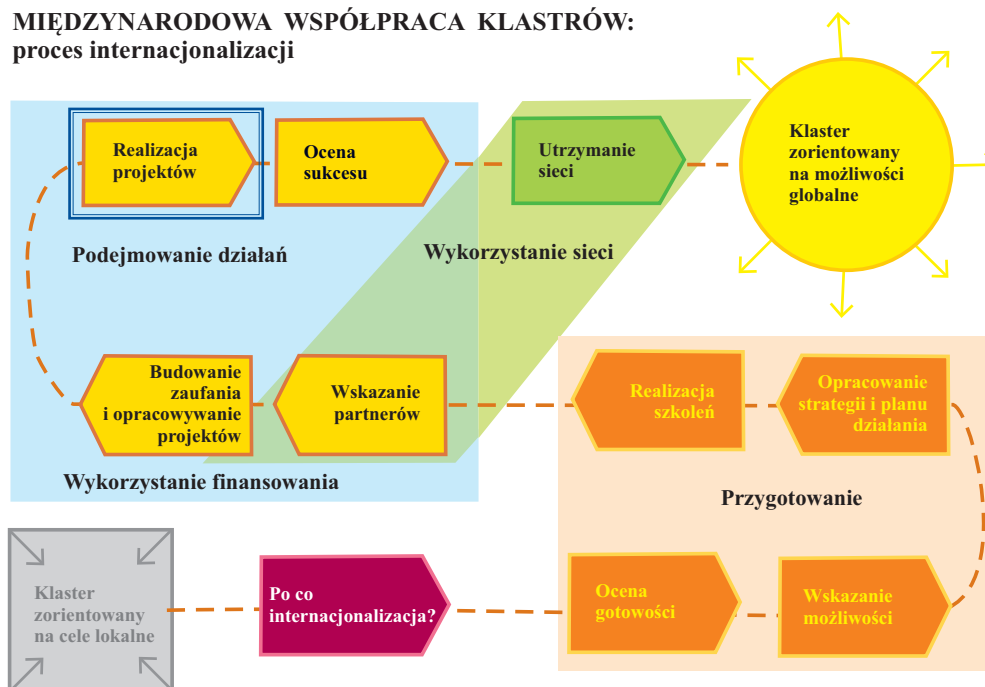 MIĘDZYNARODOWA WSPÓŁPRACA KLASTRÓW:
proces internacjonalizacji
Realizacja
projektów
Ocena
sukcesu
Utrzymanie
sieci
Klaster
zorientowany
na możliwości
globalne
Podejmowanie działań
Wykorzystanie sieci
Budowanie
zaufania
i opracowywanie
projektów
Wskazanie
partnerów
Realizacja
szkoleń
Opracowanie
strategii i planu
działania
Wykorzystanie finansowania
Przygotowanie
Klaster
zorientowany
na cele lokalne
Po co
internacjonalizacja?
Ocena
gotowości
Wskazanie
możliwości